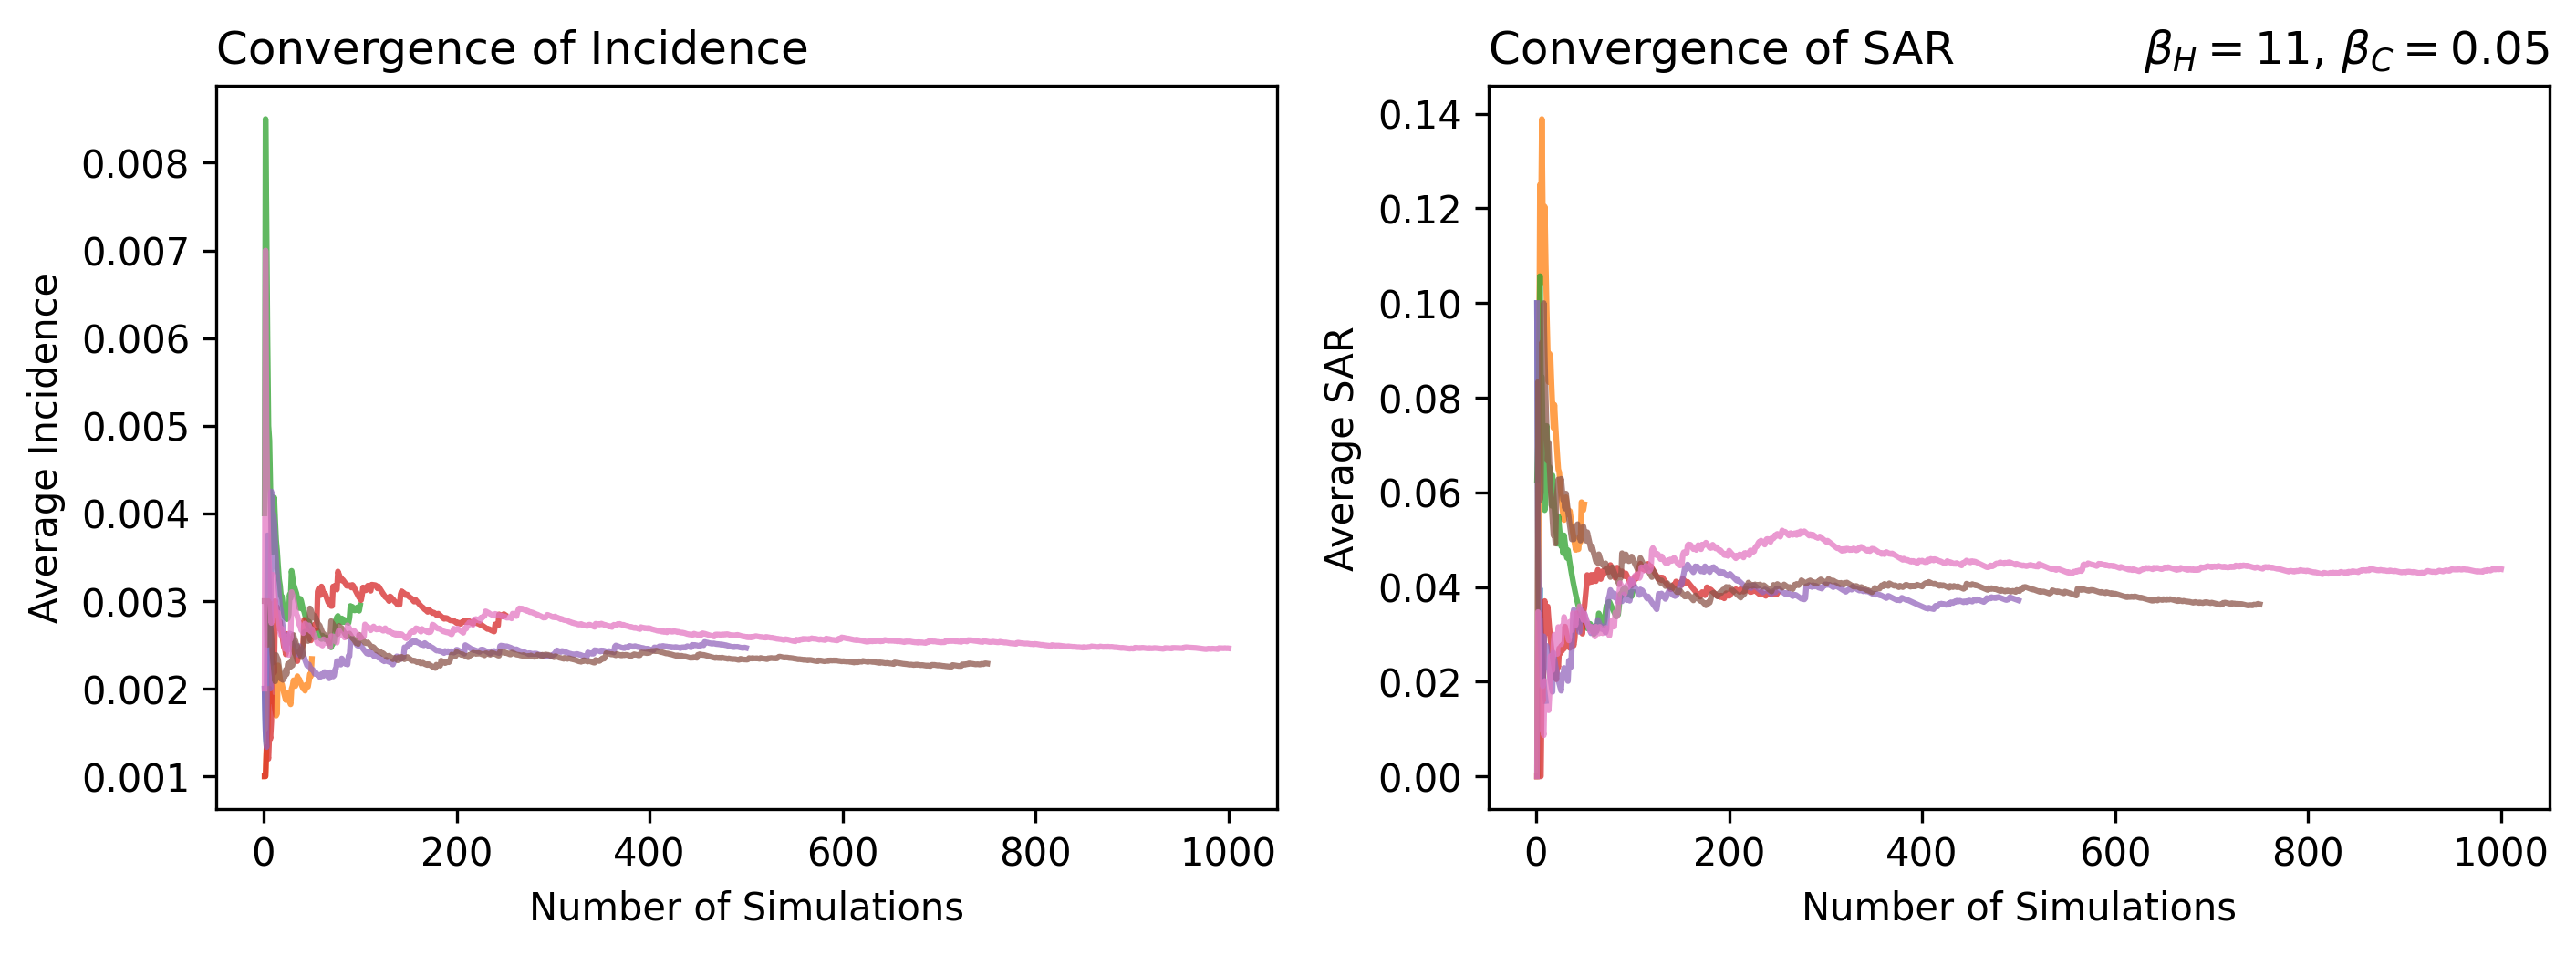 Convergence of Incidence
Average Incidence
0.008
0.007
0.006
0.005
0.004
0.003
0.002
0.001
0 200 400 600 800 1000
Number of Simulations
Convergence of SAR β_H = 11, β_C = 0.05
Average SAR
0.14
0.12
0.10
0.08
0.06
0.04
0.02
0.00
0 200 400 600 800 1000
Number of Simulations